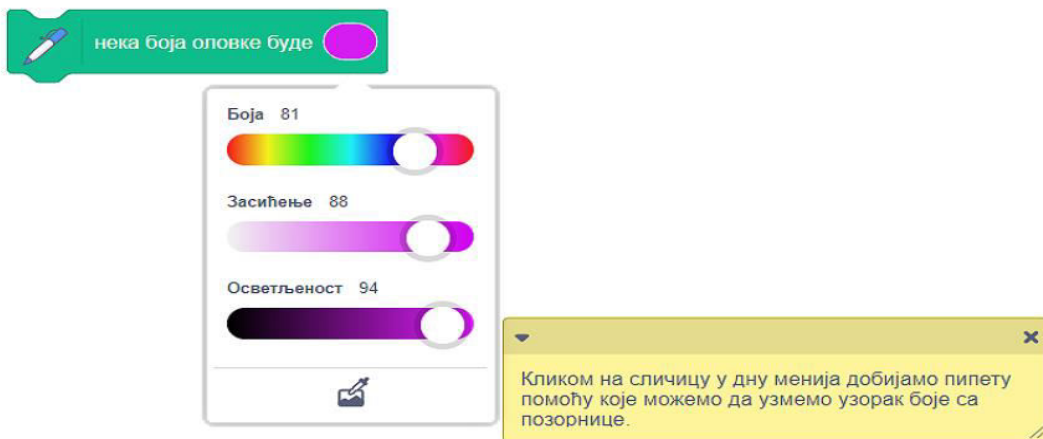 нека боја оловке буде
Боја 81
Засићење 88
Осветљеност 94
Кликом на сличицу у дну менија добијамо пипету
помоћу које можемо да узмемо узорак боје са
позорнице.